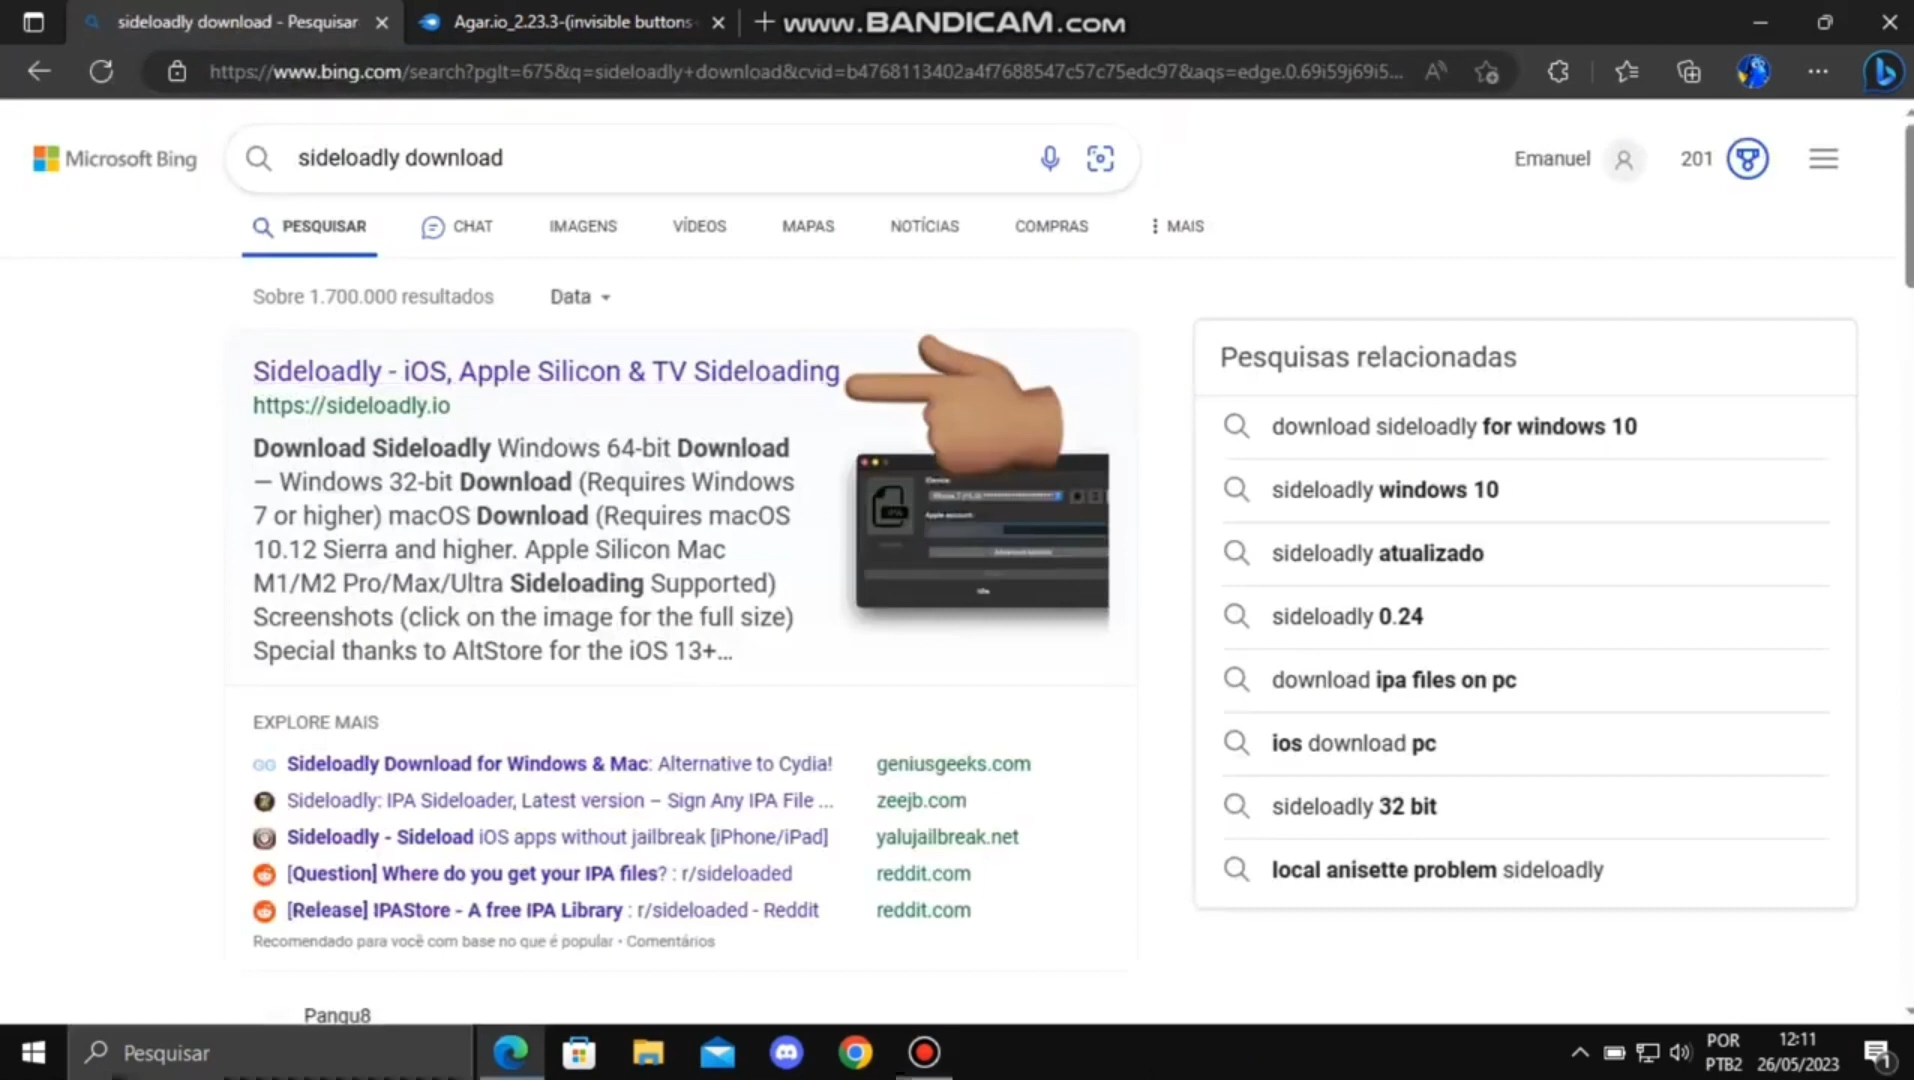 sideloadly download - Pesquisar
Agar.io_2.23.3-(invisible buttons
www.BANDICAM.com
https://www.bing.com/search?pglt=675&q=sideloadly+download&cvid=b4768113402a4f7688547c57c75edc97&aqs=edge.0.69i59j69i5...
Microsoft Bing
sideloadly download
Emanuel
201
PESQUISAR
CHAT
IMAGENS
VÍDEOS
MAPAS
NOTÍCIAS
COMPRAS
MAIS
Sobre 1.700.000 resultados
Data
Sideloadly - iOS, Apple Silicon & TV Sideloading
https://sideloadly.io
Download Sideloadly Windows 64-bit Download
— Windows 32-bit Download (Requires Windows
7 or higher) macOS Download (Requires macOS
10.12 Sierra and higher. Apple Silicon Mac
M1/M2 Pro/Max/Ultra Sideloading Supported)
Screenshots (click on the image for the full size)
Special thanks to AltStore for the iOS 13+...
IPA
Apple account:
Idle
EXPLORE MAIS
GG Sideloadly Download for Windows & Mac: Alternative to Cydia! geniusgeeks.com
Sideloadly: IPA Sideloader, Latest version – Sign Any IPA File ... zeejb.com
Sideloadly - Sideload iOS apps without jailbreak [iPhone/iPad] yalujailbreak.net
[Question] Where do you get your IPA files? : r/sideloaded reddit.com
[Release] IPAStore - A free IPA Library : r/sideloaded - Reddit reddit.com
Recomendado para você com base no que é popular • Comentários
Pangu8
Pesquisas relacionadas
download sideloadly for windows 10
sideloadly windows 10
sideloadly atualizado
sideloadly 0.24
download ipa files on pc
ios download pc
sideloadly 32 bit
local anisette problem sideloadly
Pesquisar
POR
PTB2
12:11
26/05/2023
1